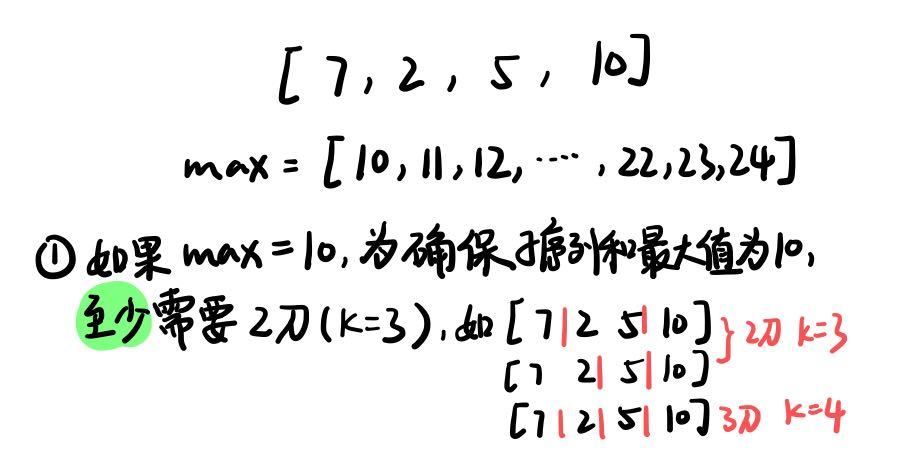 [7, 2, 5, 10]
max = [10, 11, 12, ……, 22, 23, 24]
① 如果 max = 10, 为确保子序列和最大值为10,
至少需要 2刀 (K=3), 如 [7 | 2 5 | 10] } 2刀 K=3
[7 2 | 5 | 10]
[7 | 2 | 5 | 10] 3刀 K=4